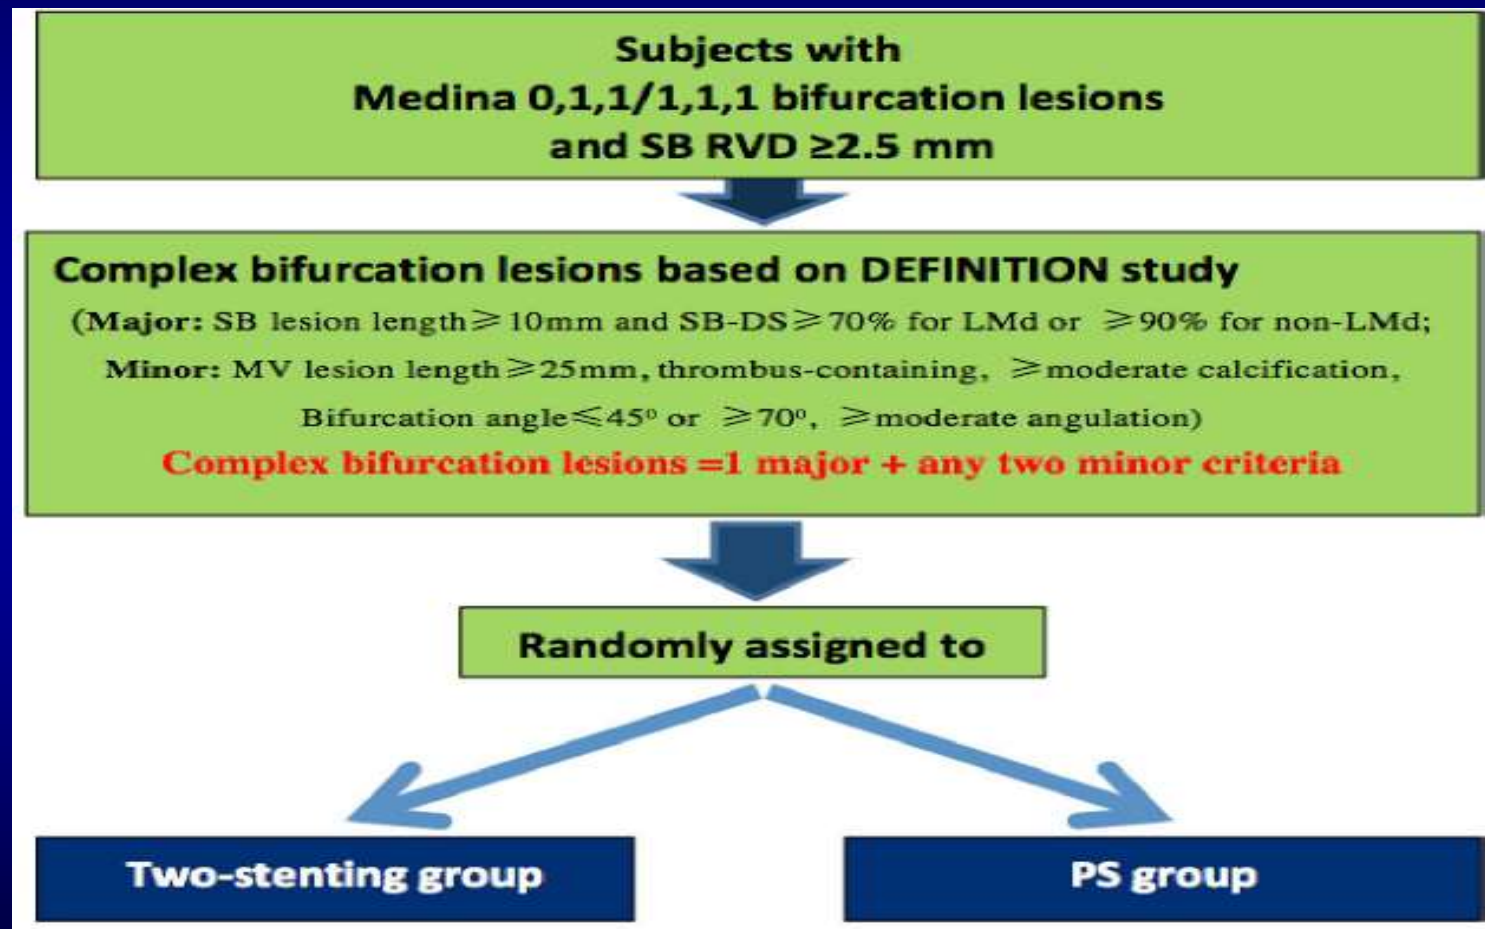 Subjects with
Medina 0,1,1/1,1,1 bifurcation lesions
and SB RVD ≥2.5 mm
Complex bifurcation lesions based on DEFINITION study
(Major: SB lesion length≥10mm and SB-DS≥70% for LMd or ≥90% for non-LMd;
Minor: MV lesion length≥25mm, thrombus-containing, ≥moderate calcification,
Bifurcation angle≤45º or ≥70º, ≥moderate angulation)
Complex bifurcation lesions =1 major + any two minor criteria
Randomly assigned to
Two-stenting group
PS group